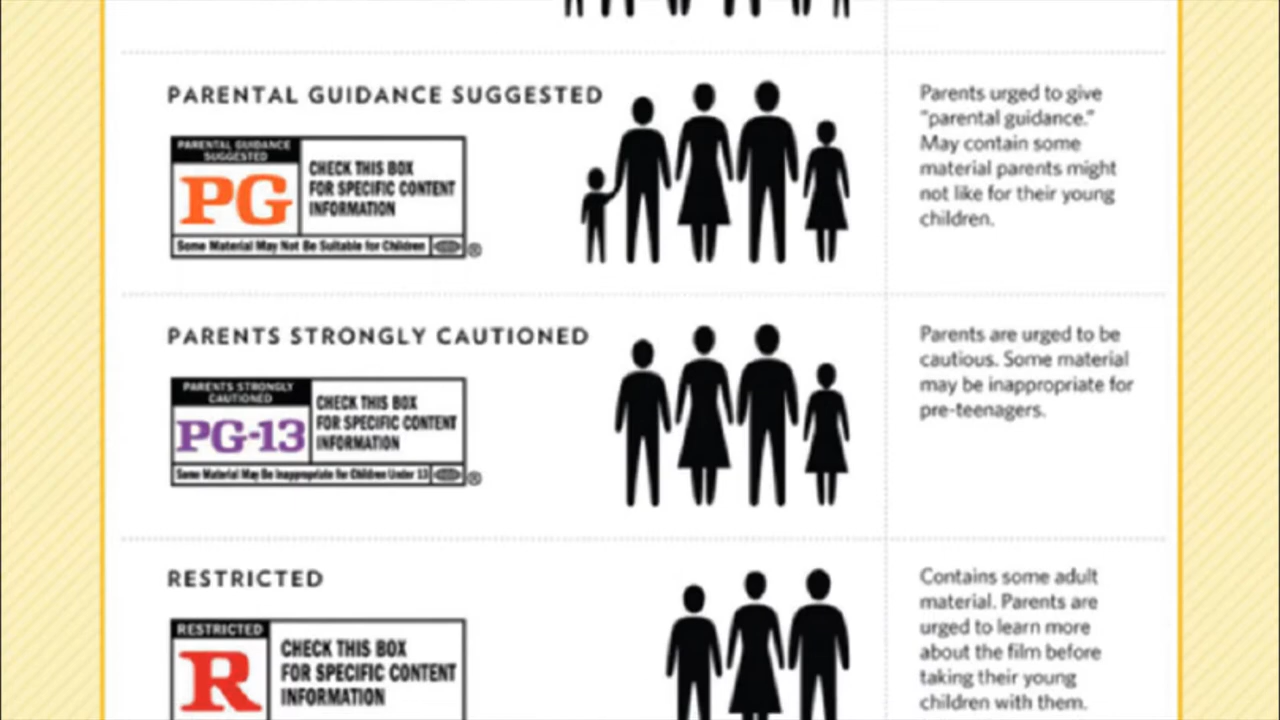 PARENTAL GUIDANCE SUGGESTED
PARENTAL GUIDANCE
SUGGESTED
PG
CHECK THIS BOX
FOR SPECIFIC CONTENT
INFORMATION
Some Material May Not Be Suitable for Children
®
Parents urged to give
"parental guidance."
May contain some
material parents might
not like for their young
children.
PARENTS STRONGLY CAUTIONED
PARENTS STRONGLY
CAUTIONED
PG-13
CHECK THIS BOX
FOR SPECIFIC CONTENT
INFORMATION
Some Material May Be Inappropriate for Children Under 13
®
Parents are urged to be
cautious. Some material
may be inappropriate for
pre-teenagers.
RESTRICTED
RESTRICTED
R
CHECK THIS BOX
FOR SPECIFIC CONTENT
INFORMATION
Contains some adult
material. Parents are
urged to learn more
about the film before
taking their young
children with them.